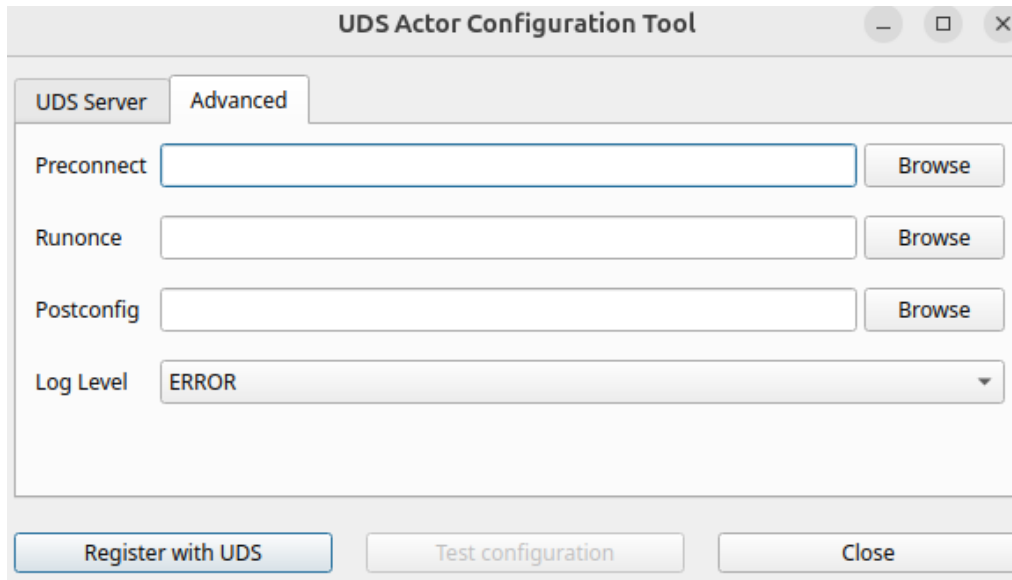 UDS Actor Configuration Tool
UDS Server Advanced
Preconnect Browse
Runonce Browse
Postconfig Browse
Log Level ERROR
Register with UDS Test configuration Close